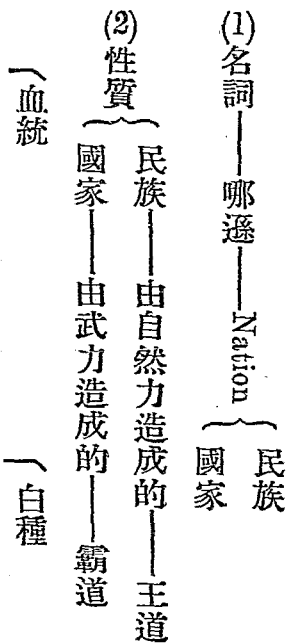 (1)名詞——哪遜——Nation{民族
國家
(2)性質{民族——由自然力造成的——王道
國家——由武力造成的——霸道
血統
白種